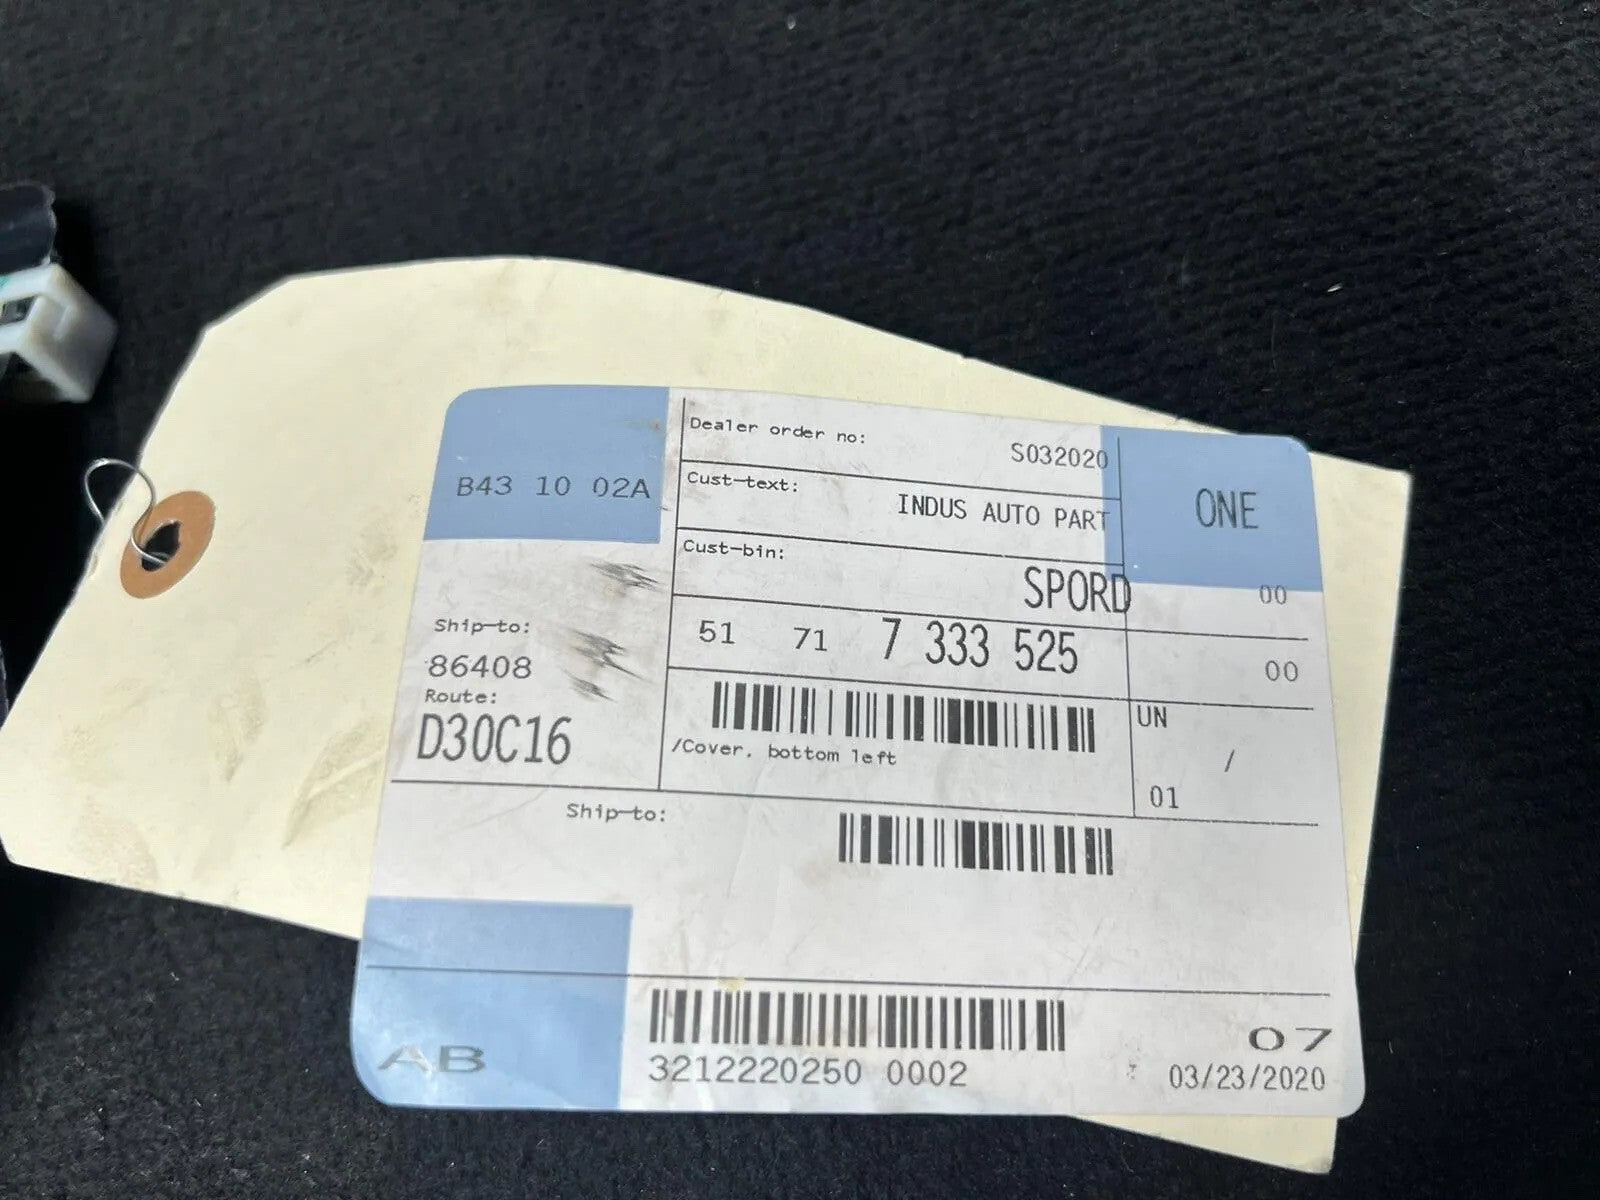 Dealer order no: S032020
B43 10 02A
Cust-text: INDUS AUTO PART
ONE
Cust-bin: SPORD
00
51 71 7 333 525
00
Ship-to:
86408
Route:
D30C16
/Cover, bottom left
UN
/
01
Ship-to:
AB
3212220250 0002
07
03/23/2020